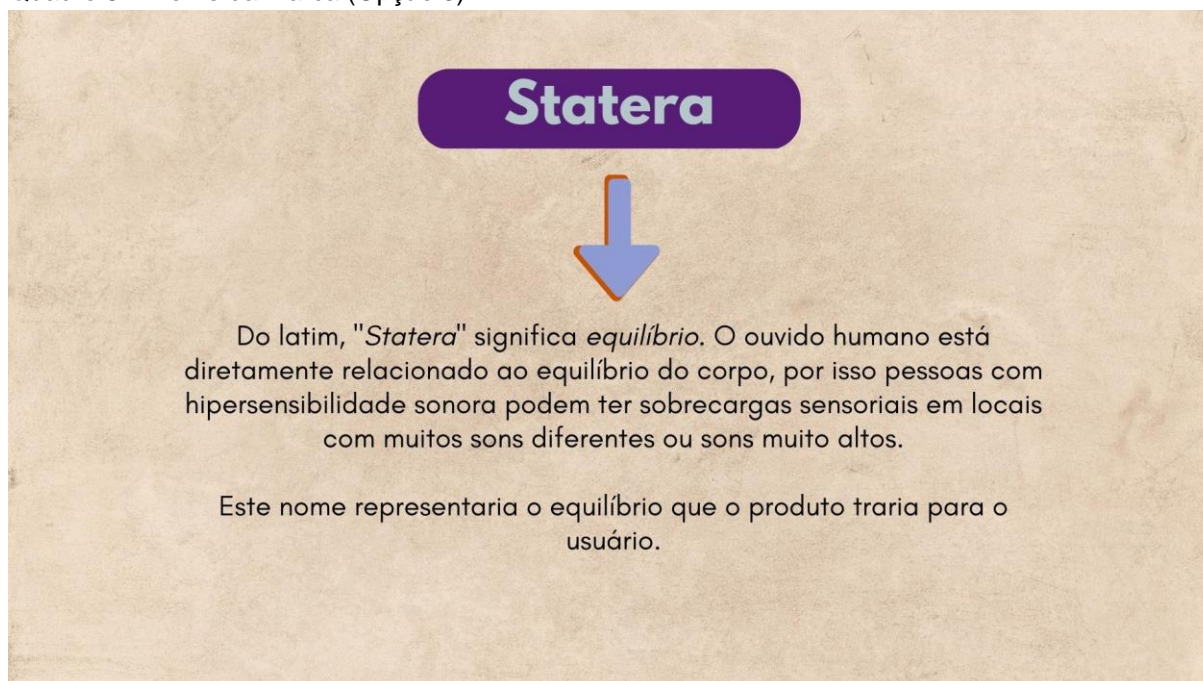 Statera
Do latim, "Statera" significa equilíbrio. O ouvido humano está
diretamente relacionado ao equilíbrio do corpo, por isso pessoas com
hipersensibilidade sonora podem ter sobrecargas sensoriais em locais
com muitos sons diferentes ou sons muito altos.
Este nome representaria o equilíbrio que o produto traria para o
usuário.